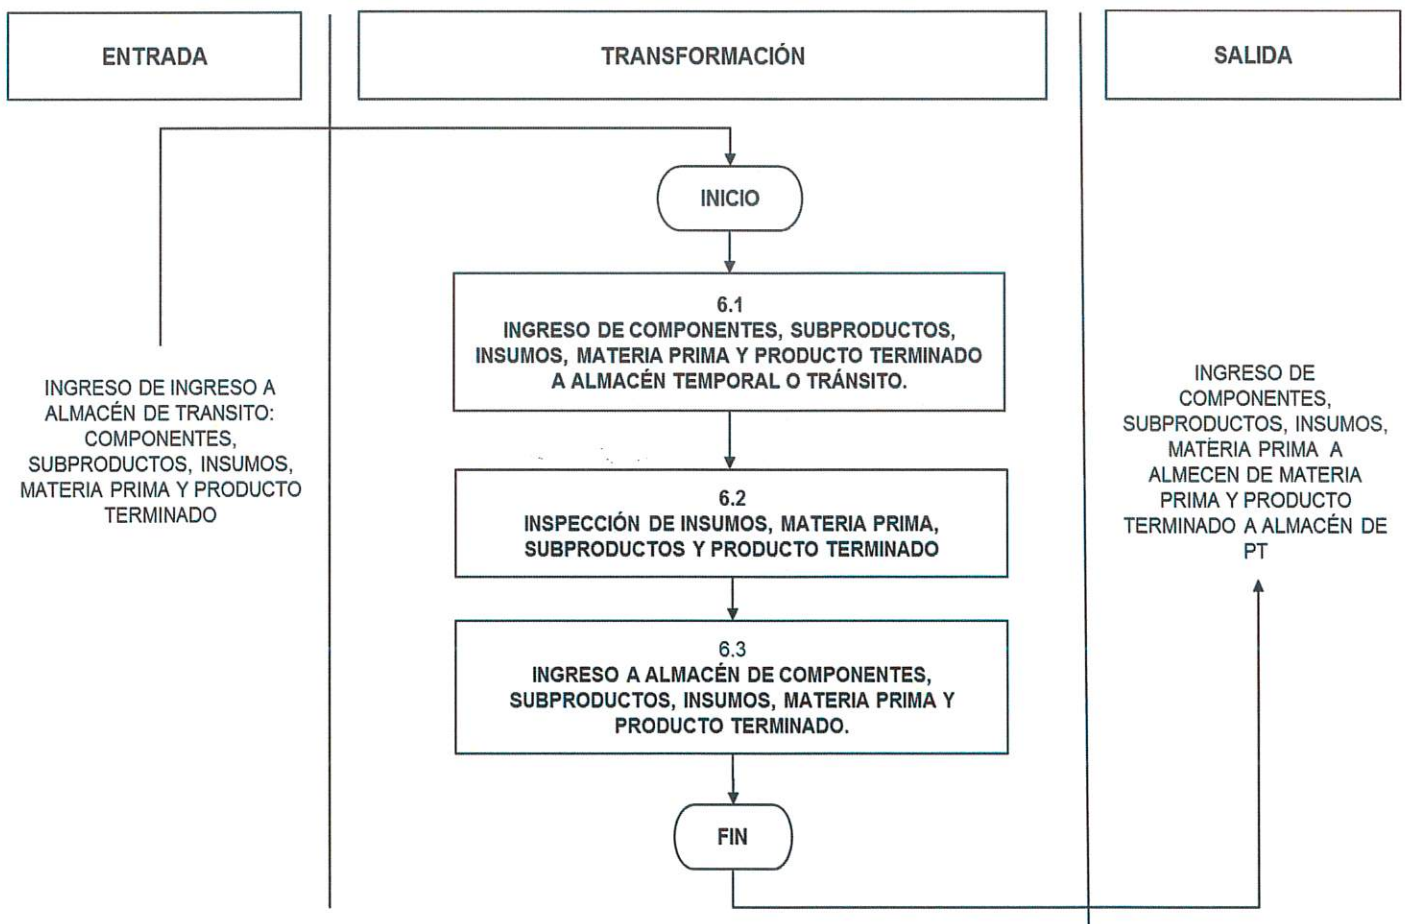 ENTRADA
TRANSFORMACIÓN
SALIDA
INICIO
6.1
INGRESO DE COMPONENTES, SUBPRODUCTOS,
INSUMOS, MATERIA PRIMA Y PRODUCTO TERMINADO
A ALMACÉN TEMPORAL O TRÁNSITO.
INGRESO DE INGRESO A
ALMACÉN DE TRANSITO:
COMPONENTES,
SUBPRODUCTOS, INSUMOS,
MATERIA PRIMA Y PRODUCTO
TERMINADO
6.2
INSPECCIÓN DE INSUMOS, MATERIA PRIMA,
SUBPRODUCTOS Y PRODUCTO TERMINADO
6.3
INGRESO A ALMACÉN DE COMPONENTES,
SUBPRODUCTOS, INSUMOS, MATERIA PRIMA Y
PRODUCTO TERMINADO.
FIN
INGRESO DE
COMPONENTES,
SUBPRODUCTOS, INSUMOS,
MATERIA PRIMA A
ALMECEN DE MATERIA
PRIMA Y PRODUCTO
TERMINADO A ALMACÉN DE
PT